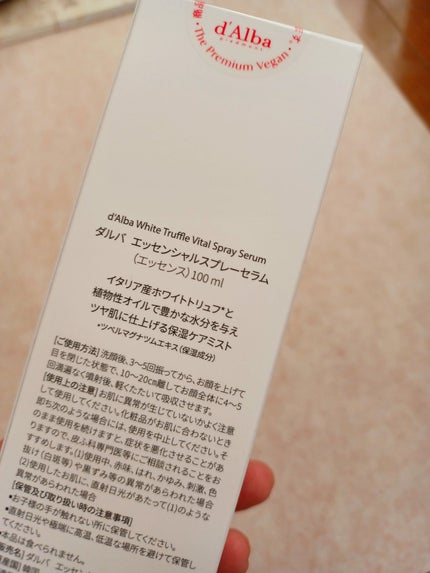 d'Alba
piedmont
• The Premium Vegan •
d'Alba White Truffle Vital Spray Serum
ダルバ エッセンシャルスプレーセラム
（エッセンス）100 ml
イタリア産ホワイトトリュフ*と
植物性オイルで豊かな水分を与え
ツヤ肌に仕上げる保湿ケアミスト
*ツベルマグナツムエキス（保湿成分）
[ご使用方法] 洗顔後、3〜5回振ってから、お顔を上げて
目を閉じた状態で、10〜20cm離してお顔全体に4〜5
回満遍なく噴射後、軽くたたいて吸収させます。
[使用上の注意] お肌に異常が生じていないかよく注意
して使用してください。化粧品がお肌に合わないとき
即ち次のような場合には、使用を中止してください。そ
のまま使用を続けますと、症状を悪化させることがあ
りますので、皮ふ科専門医等にご相談されることをお
すすめします。(1)使用中、赤味、はれ、かゆみ、刺激、色
抜け(白斑等)や黒ずみ等の異常があらわれた場合
(2)使用したお肌に、直射日光があたって(1)のような
異常があらわれた場合
[保管及び取り扱い時の注意事項]
•お子様の手が触れない所に保管してください。
•直射日光や極端に高温、低温な場所を避けて保管し
てください。
•本品は食べられません。
販売名] ダルバ エッセン
産国] 韓国